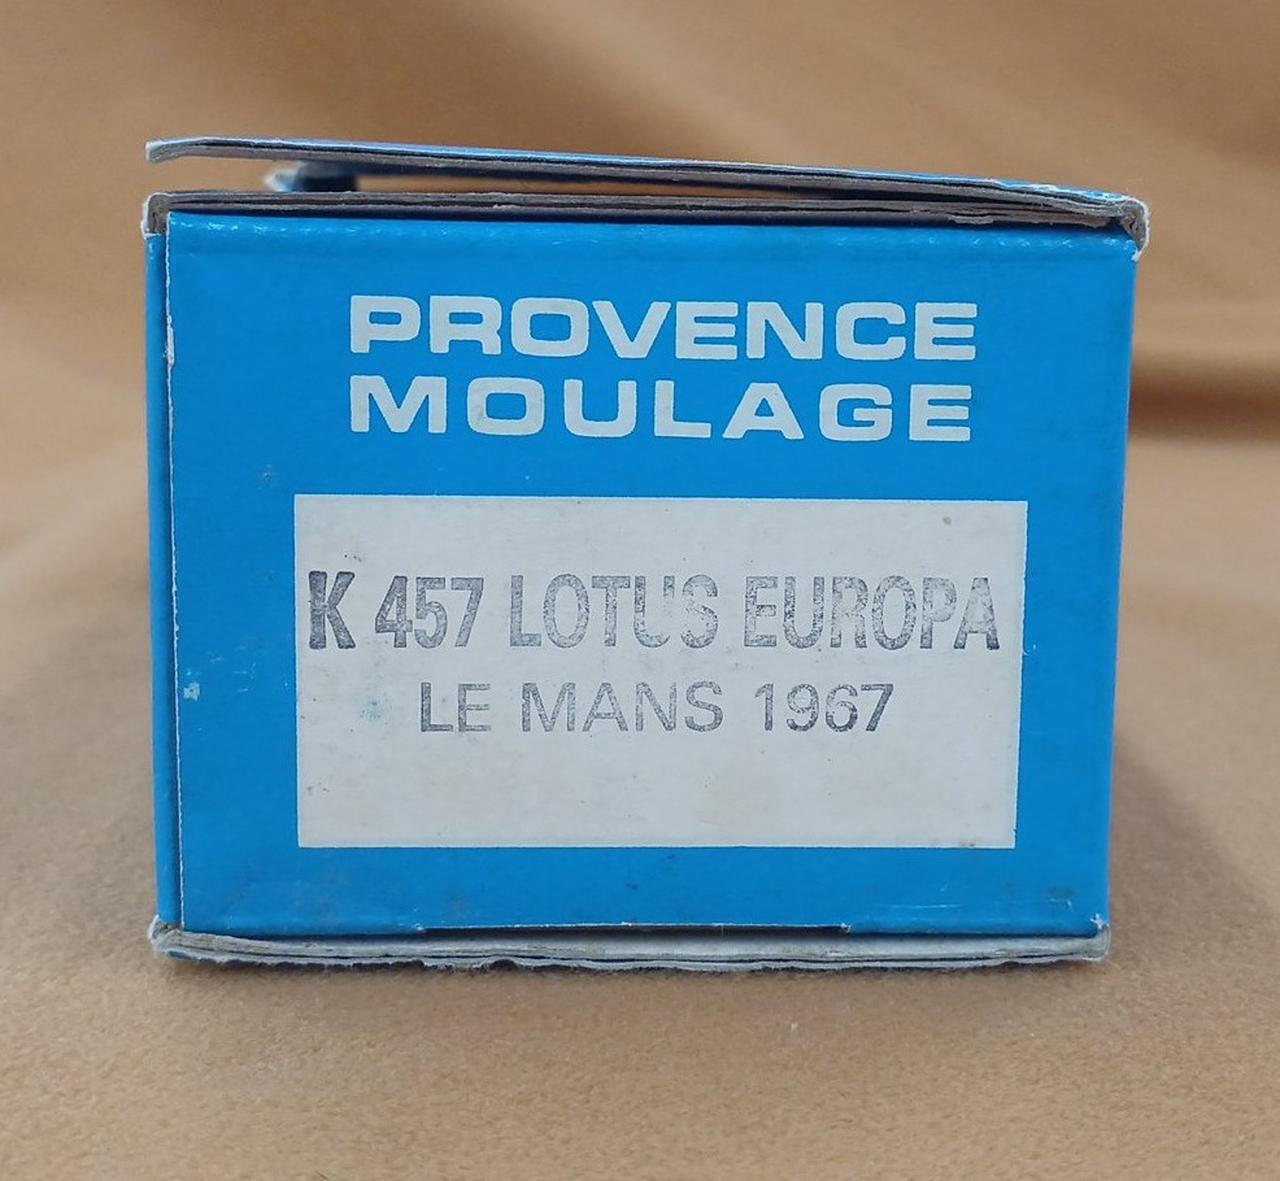 PROVENCE
MOULAGE
K 457 LOTUS EUROPA
LE MANS 1967